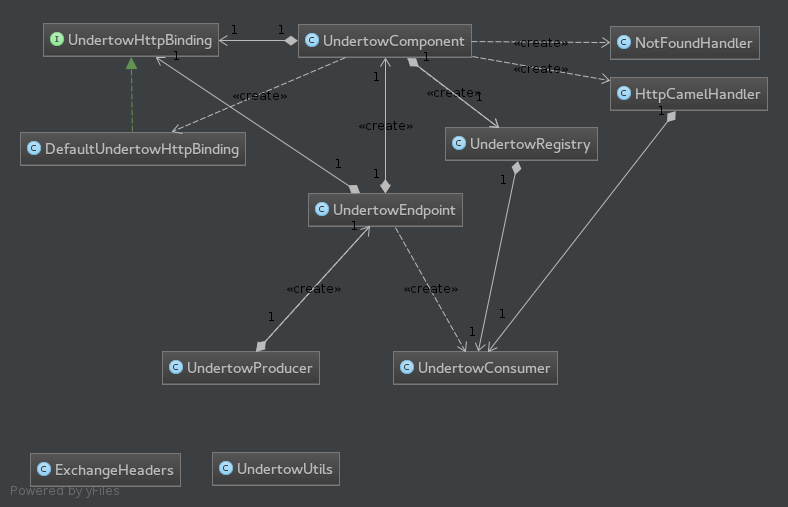 I UndertowHttpBinding
1
1
C UndertowComponent
«create»
C NotFoundHandler
1
1
1
«create»
C HttpCamelHandler
«create»
«create»
1
1
«create»
C DefaultUndertowHttpBinding
C UndertowRegistry
1
1
1
C UndertowEndpoint
1
«create»
«create»
1
1
1
C UndertowProducer
C UndertowConsumer
C ExchangeHeaders
C UndertowUtils
Powered by yFiles